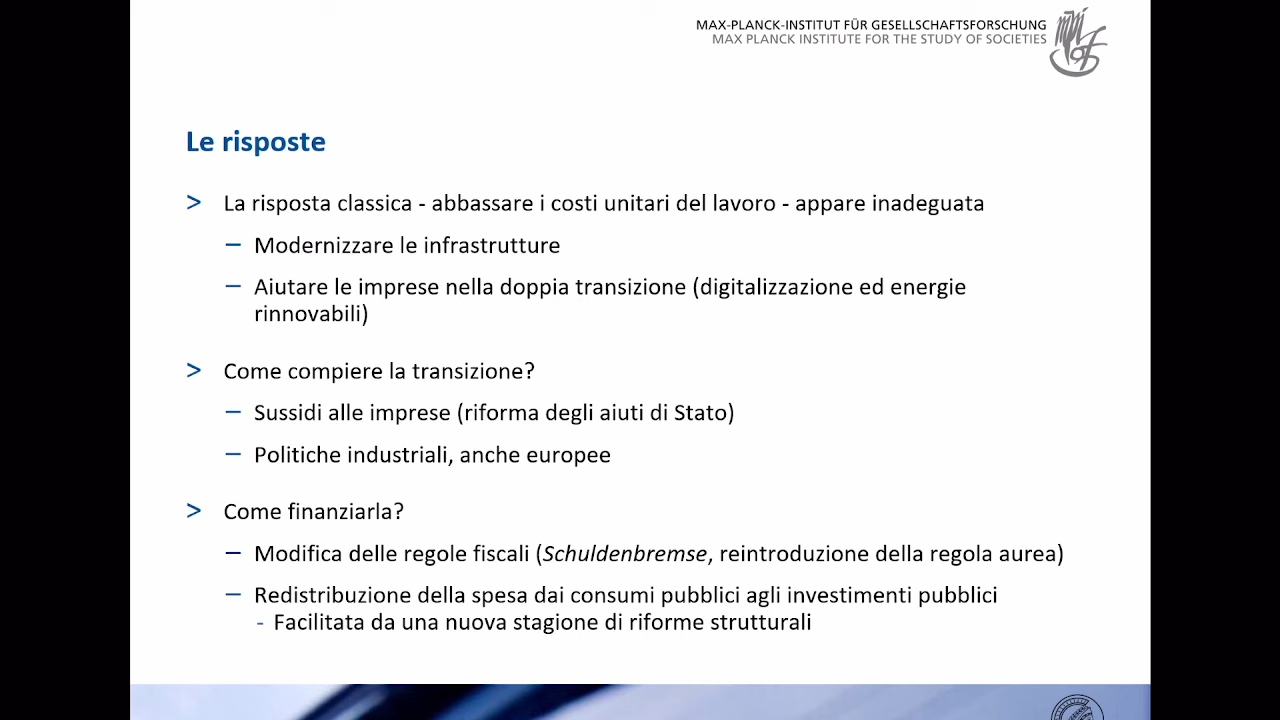 MAX-PLANCK-INSTITUT FÜR GESELLSCHAFTSFORSCHUNG
MAX PLANCK INSTITUTE FOR THE STUDY OF SOCIETIES
Le risposte
> La risposta classica - abbassare i costi unitari del lavoro - appare inadeguata
– Modernizzare le infrastrutture
– Aiutare le imprese nella doppia transizione (digitalizzazione ed energie
rinnovabili)
> Come compiere la transizione?
– Sussidi alle imprese (riforma degli aiuti di Stato)
– Politiche industriali, anche europee
> Come finanziarla?
– Modifica delle regole fiscali (Schuldenbremse, reintroduzione della regola aurea)
– Redistribuzione della spesa dai consumi pubblici agli investimenti pubblici
- Facilitata da una nuova stagione di riforme strutturali